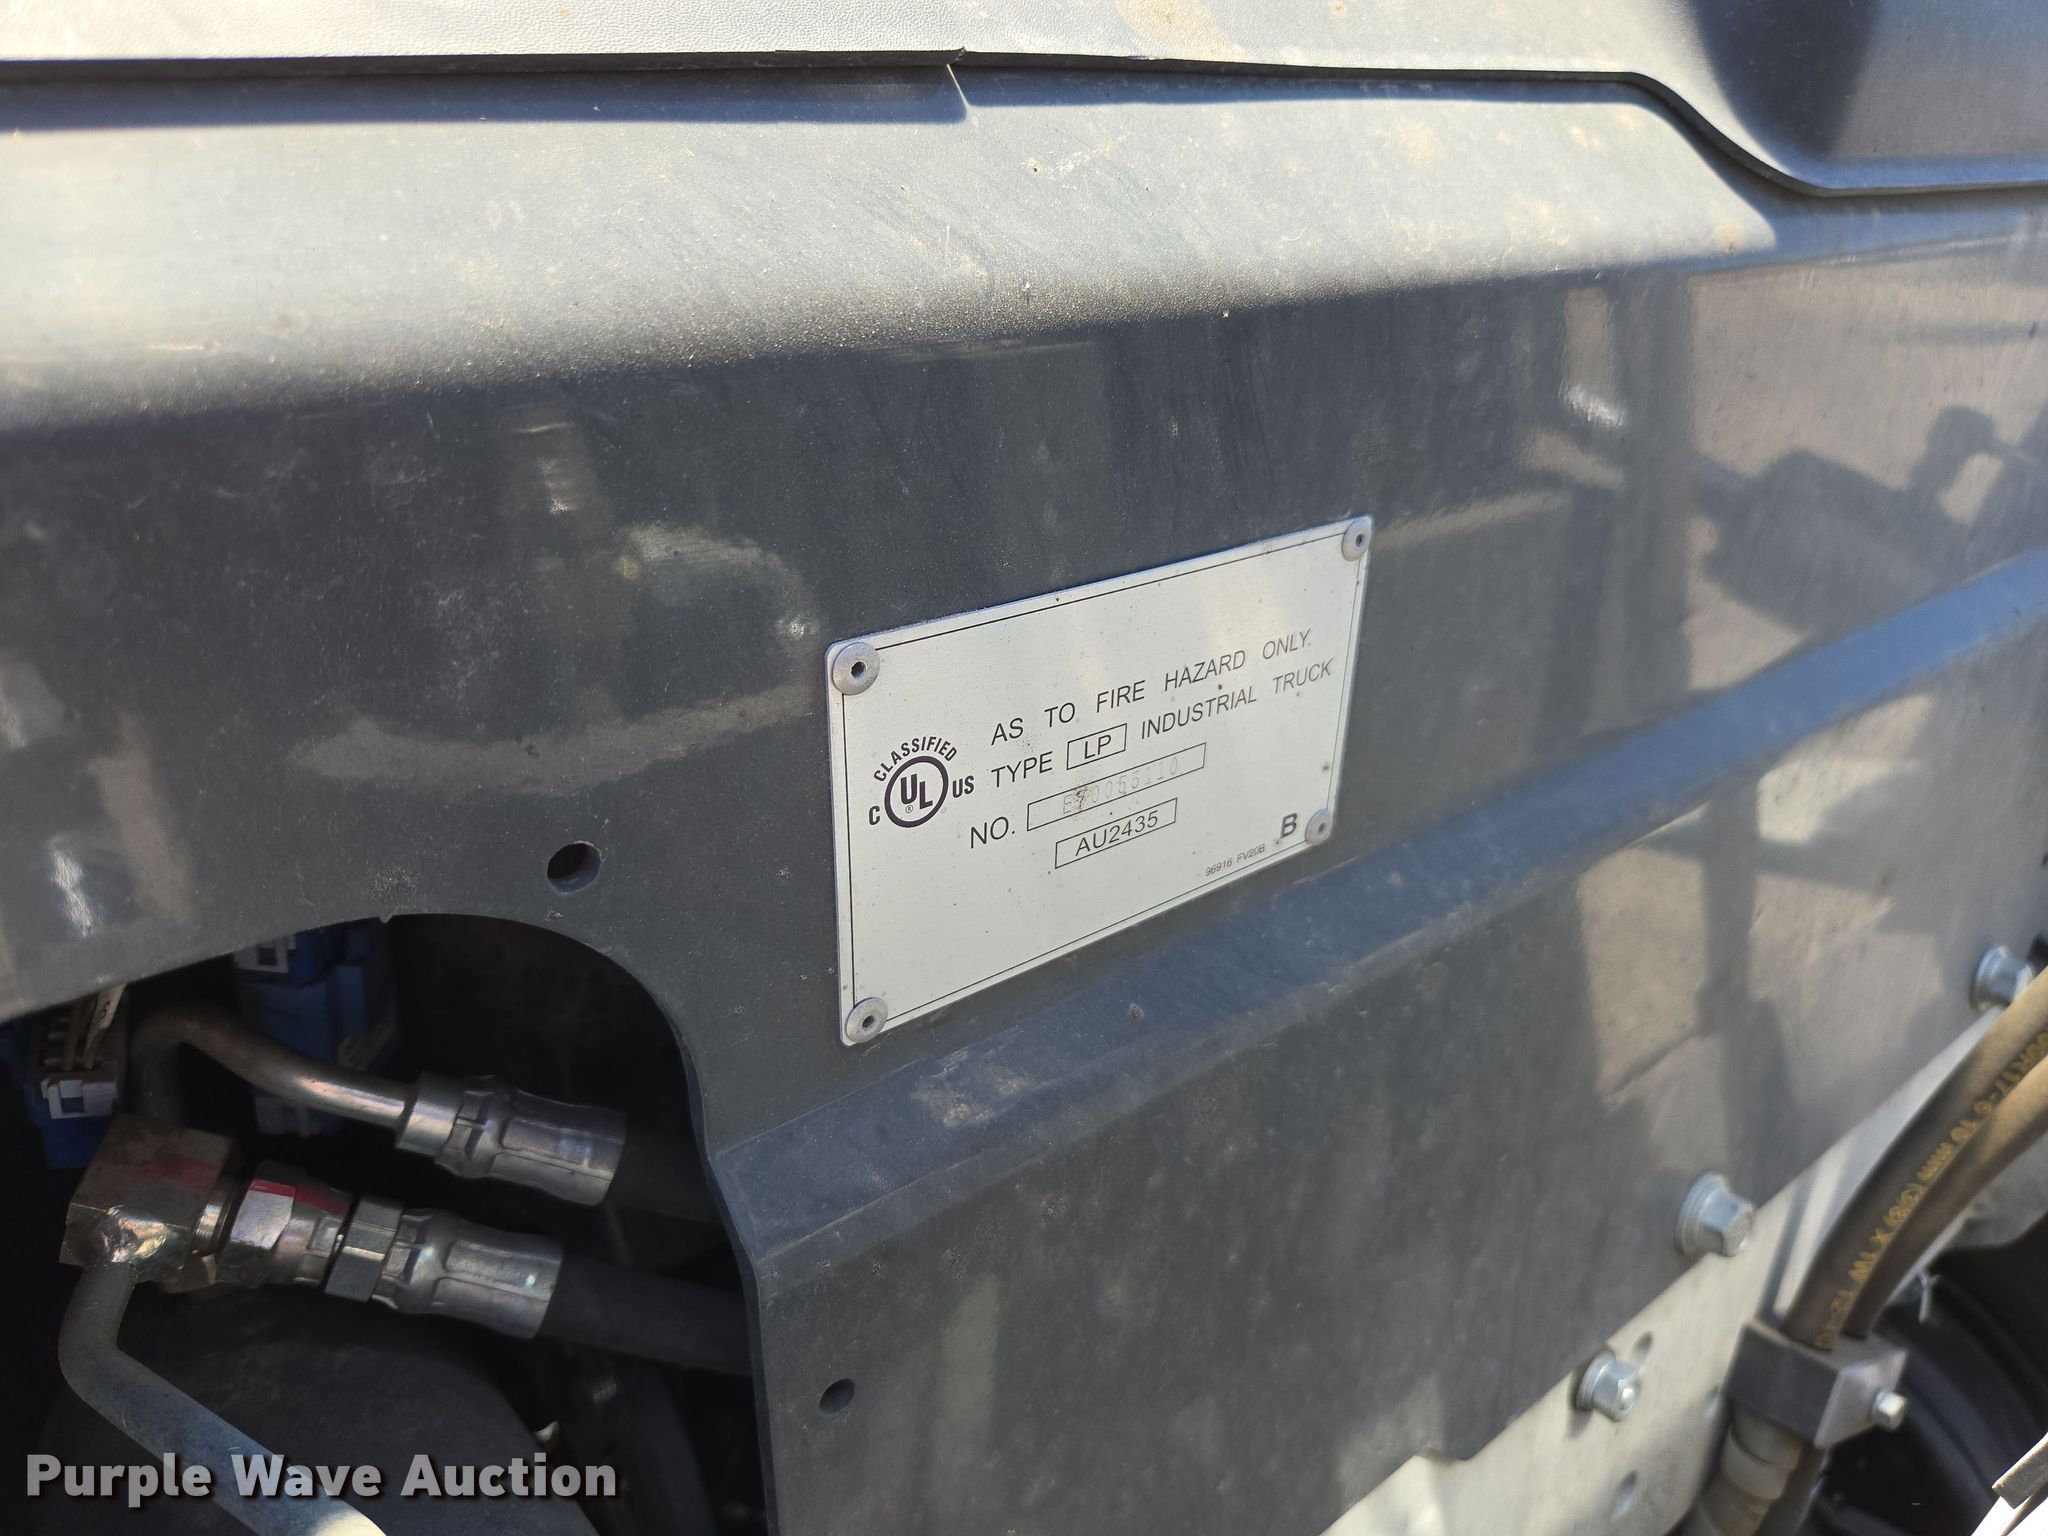 AS TO FIRE HAZARD ONLY.
TYPE LP INDUSTRIAL TRUCK
CLASSIFIED
C UL US
®
NO.
AU2435
96916 FV20B
B
Purple Wave Auction